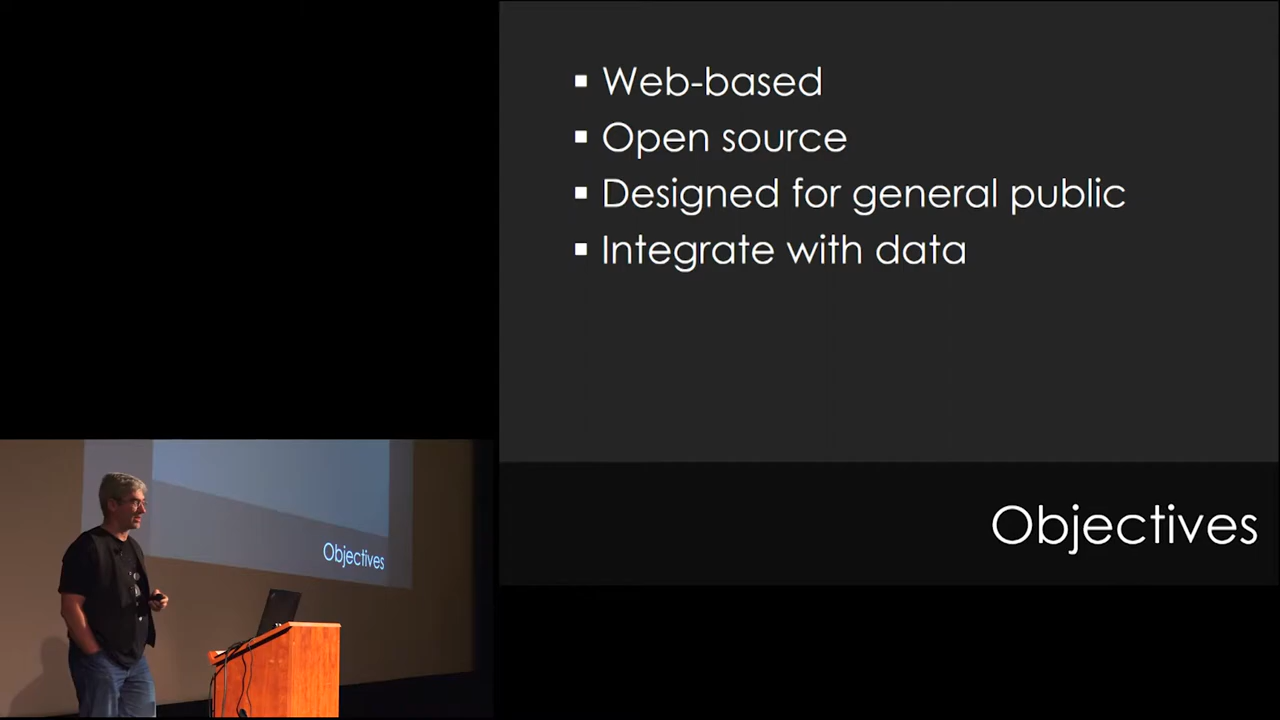 ▪ Web-based
▪ Open source
▪ Designed for general public
▪ Integrate with data
Objectives
Objectives